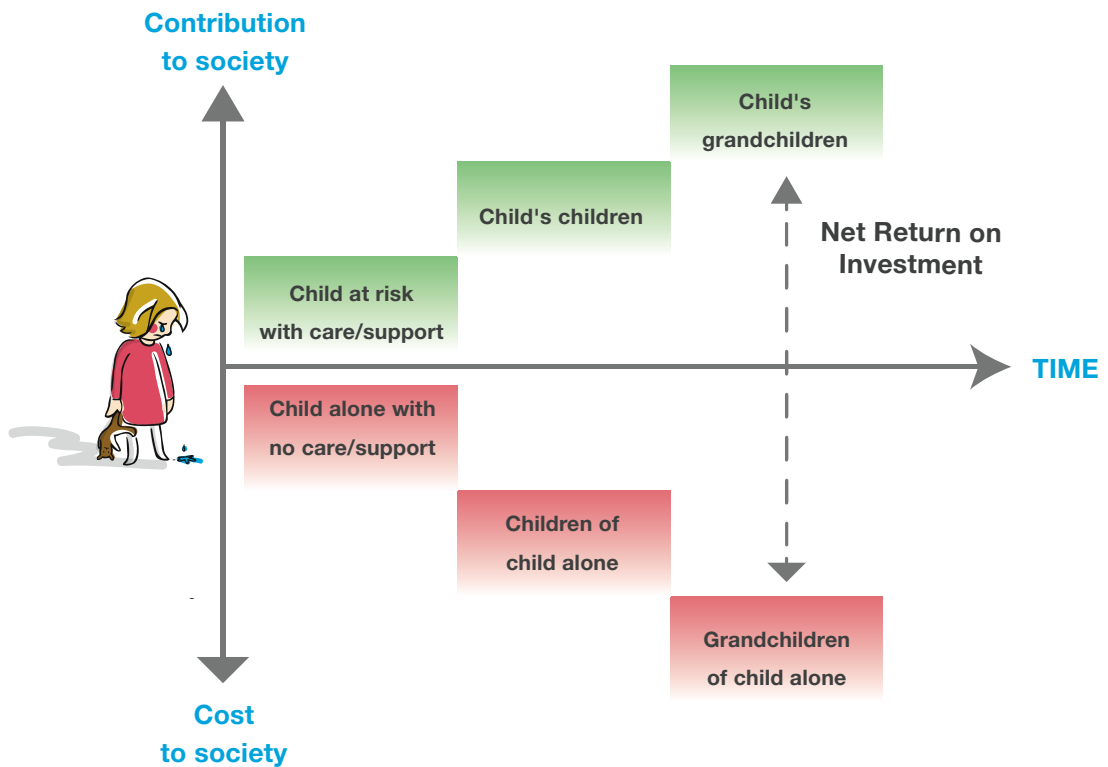 Contribution
to society
Child's
grandchildren
Child's children
Net Return on
Investment
Child at risk
with care/support
TIME
Child alone with
no care/support
Children of
child alone
Grandchildren
of child alone
Cost
to society